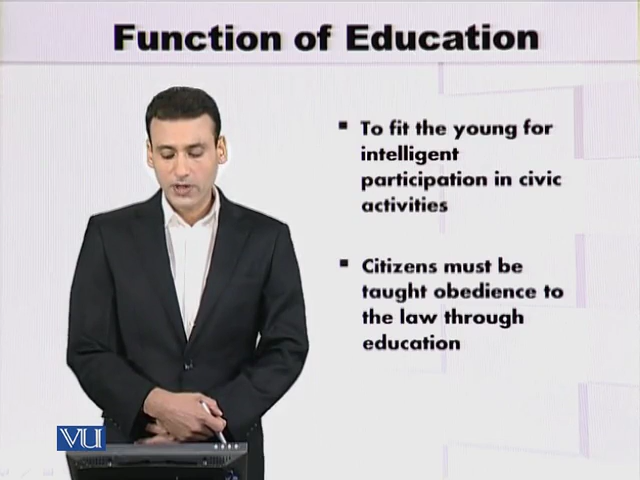 Function of Education
▪ To fit the young for
intelligent
participation in civic
activities
▪ Citizens must be
taught obedience to
the law through
education
VU